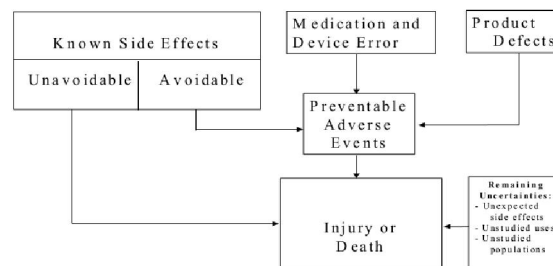 Known Side Effects
Unavoidable
Avoidable
Medication and
Device Error
Product
Defects
Preventable
Adverse
Events
Injury or
Death
Remaining
Uncertainties:
- Unexpected
side effects
- Unstudied uses
- Unstudied
populations